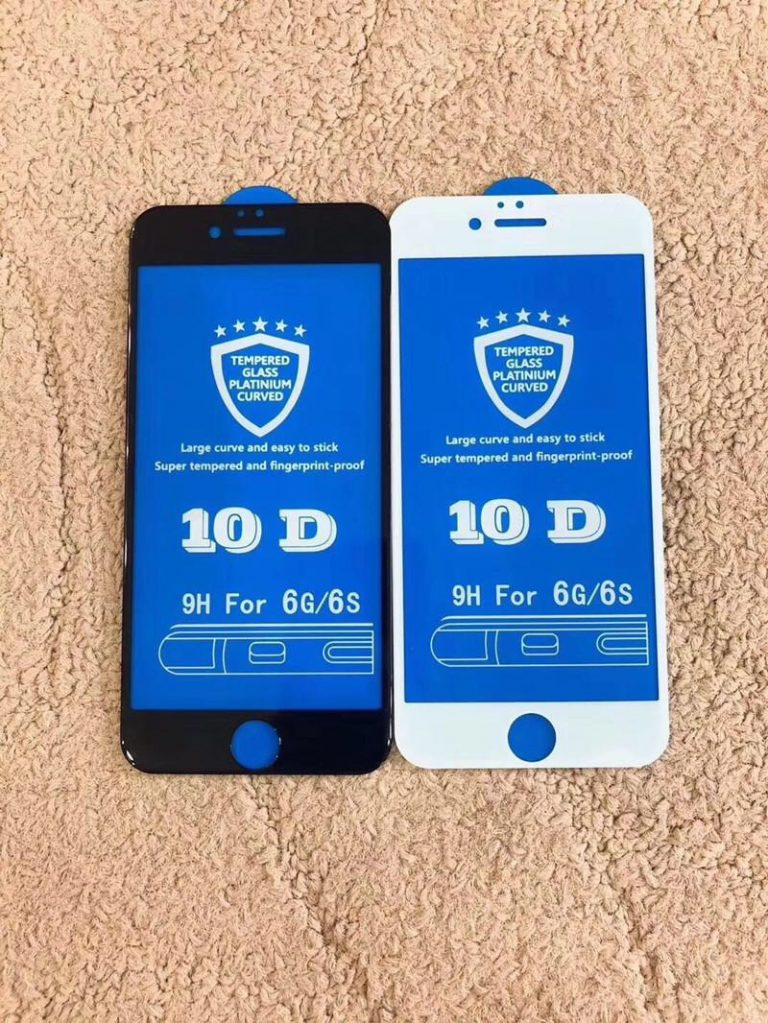 TEMPERED
GLASS
PLATINIUM
CURVED
Large curve and easy to stick
Super tempered and fingerprint-proof
10 D
9H For 6G/6S
TEMPERED
GLASS
PLATINIUM
CURVED
Large curve and easy to stick
Super tempered and fingerprint-proof
10 D
9H For 6G/6S